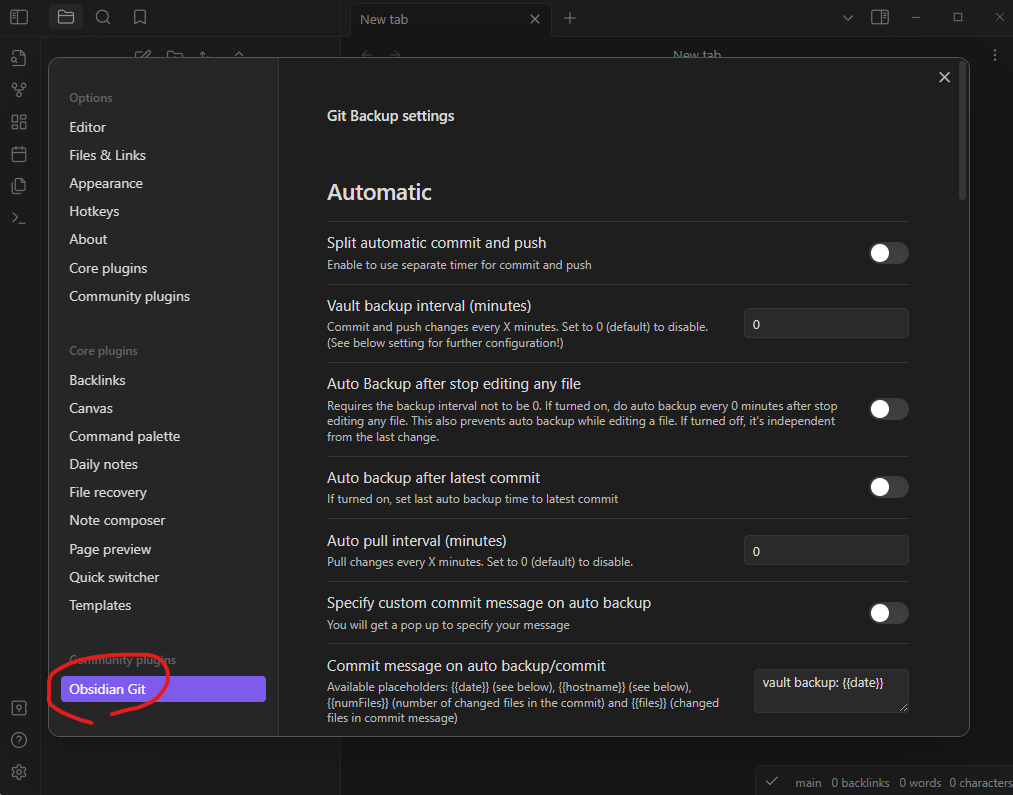 New tab
New tab
Options
Editor
Files & Links
Appearance
Hotkeys
About
Core plugins
Community plugins
Core plugins
Backlinks
Canvas
Command palette
Daily notes
File recovery
Note composer
Page preview
Quick switcher
Templates
Community plugins
Obsidian Git
Git Backup settings
Automatic
Split automatic commit and push
Enable to use separate timer for commit and push
Vault backup interval (minutes)
Commit and push changes every X minutes. Set to 0 (default) to disable.
(See below setting for further configuration!)
0
Auto Backup after stop editing any file
Requires the backup interval not to be 0. If turned on, do auto backup every 0 minutes after stop
editing any file. This also prevents auto backup while editing a file. If turned off, it's independent
from the last change.
Auto backup after latest commit
If turned on, set last auto backup time to latest commit
Auto pull interval (minutes)
Pull changes every X minutes. Set to 0 (default) to disable.
0
Specify custom commit message on auto backup
You will get a pop up to specify your message
Commit message on auto backup/commit
Available placeholders: {{date}} (see below), {{hostname}} (see below),
{{numFiles}} (number of changed files in the commit) and {{files}} (changed
files in commit message)
vault backup: {{date}}
main 0 backlinks 0 words 0 characters